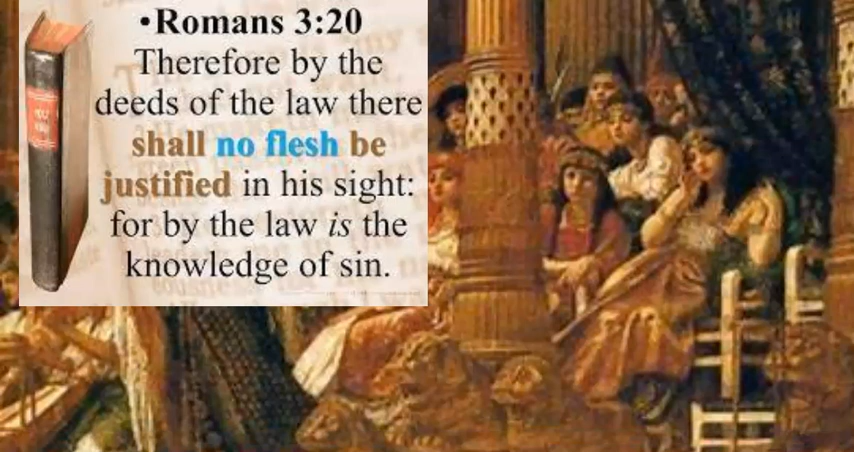 •Romans 3:20
Therefore by the
deeds of the law there
shall no flesh be
justified in his sight:
for by the law is the
knowledge of sin.